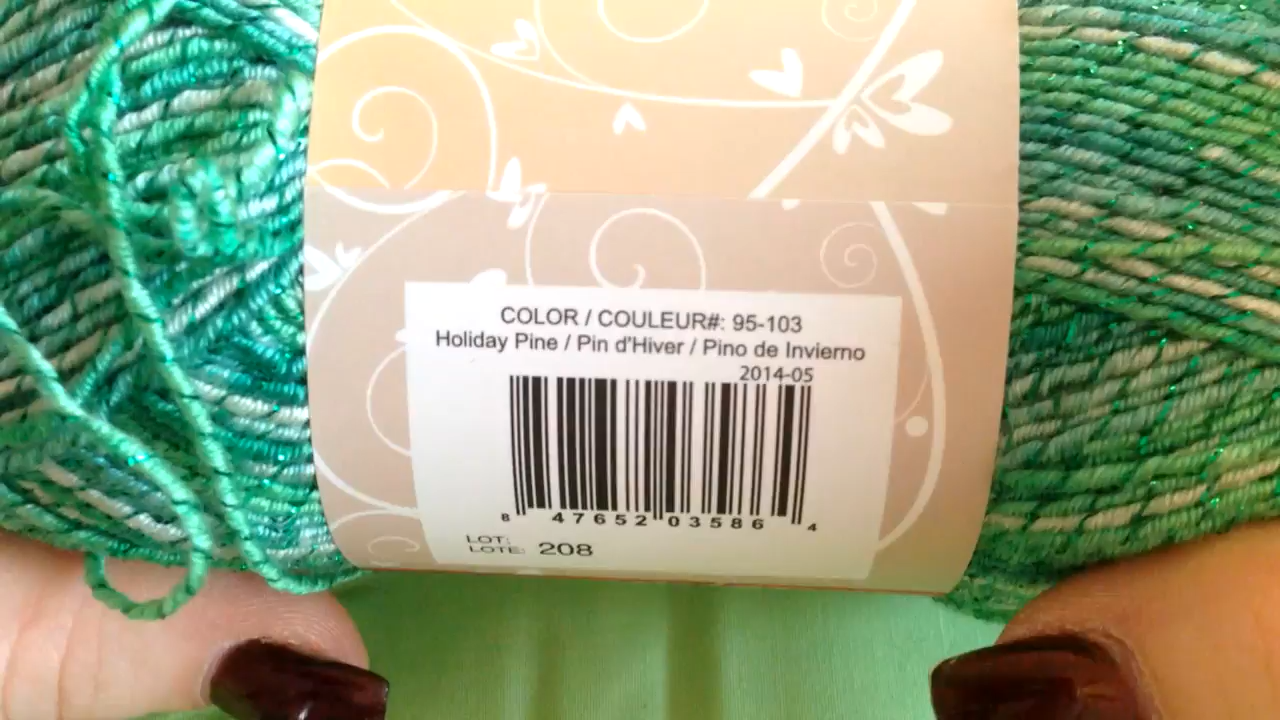 COLOR / COULEUR#: 95-103
Holiday Pine / Pin d'Hiver / Pino de Invierno
2014-05
8 47652 03586 4
LOT:
LOTE: 208